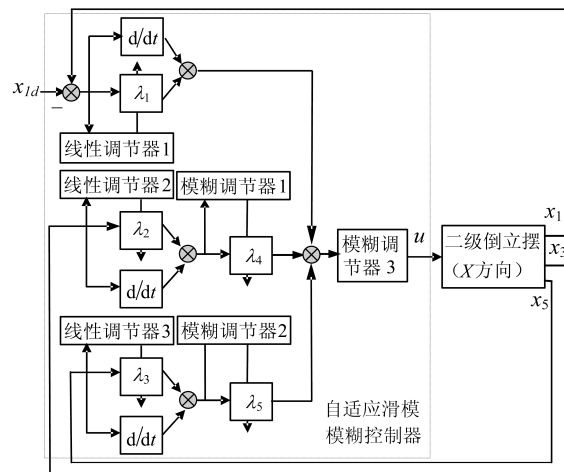 d/dt
x1d
−
λ1
线性调节器1
线性调节器2
模糊调节器1
λ2
λ4
d/dt
模糊调
节器 3
u
二级倒立摆
（X方向）
x1
x3
x5
线性调节器3
模糊调节器2
λ3
λ5
d/dt
自适应滑模
模糊控制器